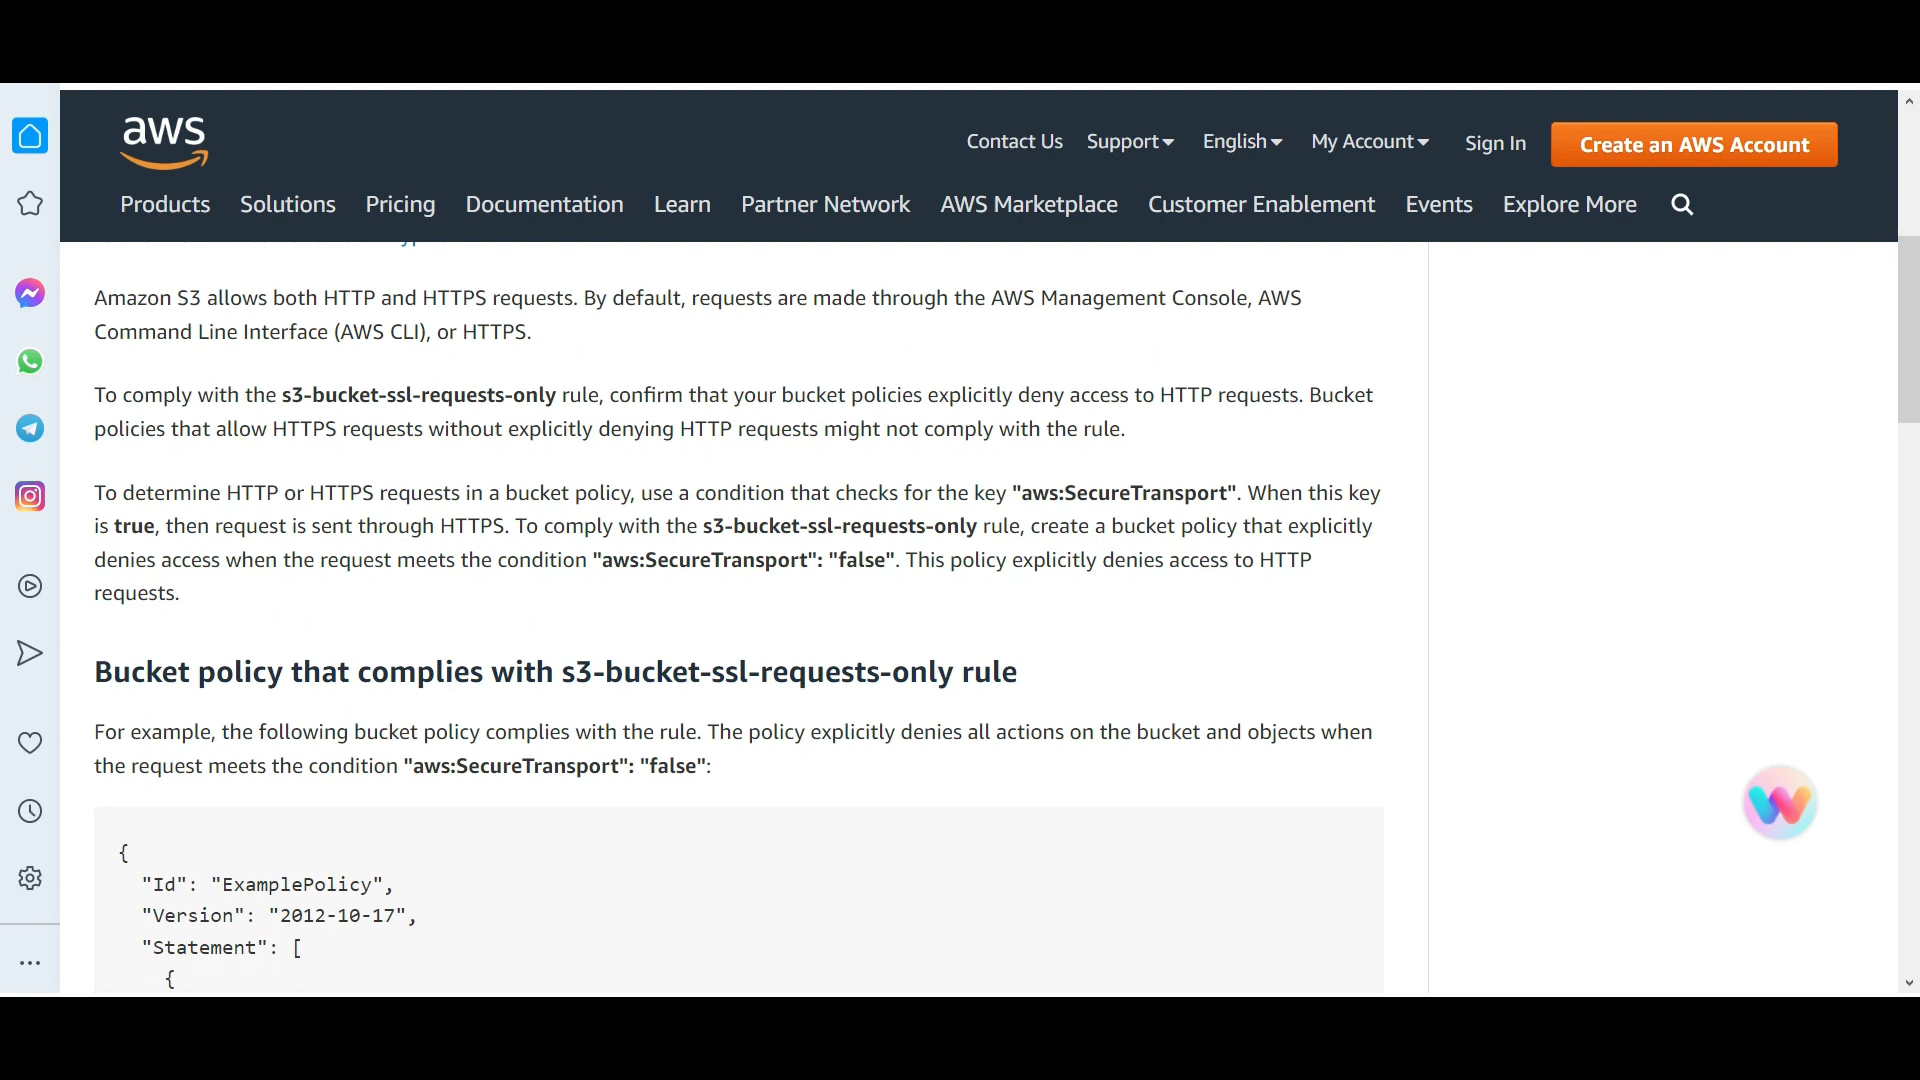 aws
Contact Us Support English My Account Sign In Create an AWS Account
Products Solutions Pricing Documentation Learn Partner Network AWS Marketplace Customer Enablement Events Explore More
Amazon S3 allows both HTTP and HTTPS requests. By default, requests are made through the AWS Management Console, AWS
Command Line Interface (AWS CLI), or HTTPS.
To comply with the s3-bucket-ssl-requests-only rule, confirm that your bucket policies explicitly deny access to HTTP requests. Bucket
policies that allow HTTPS requests without explicitly denying HTTP requests might not comply with the rule.
To determine HTTP or HTTPS requests in a bucket policy, use a condition that checks for the key "aws:SecureTransport". When this key
is true, then request is sent through HTTPS. To comply with the s3-bucket-ssl-requests-only rule, create a bucket policy that explicitly
denies access when the request meets the condition "aws:SecureTransport": "false". This policy explicitly denies access to HTTP
requests.
Bucket policy that complies with s3-bucket-ssl-requests-only rule
For example, the following bucket policy complies with the rule. The policy explicitly denies all actions on the bucket and objects when
the request meets the condition "aws:SecureTransport": "false":
{
"Id": "ExamplePolicy",
"Version": "2012-10-17",
"Statement": [
{